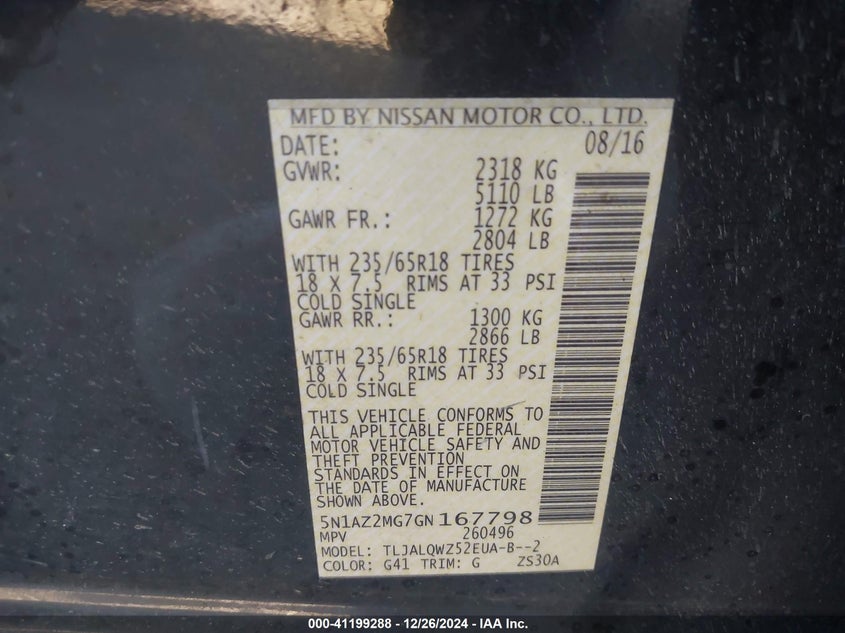 MFD BY NISSAN MOTOR CO., LTD.
DATE: 08/16
GVWR: 2318 KG
5110 LB
GAWR FR.: 1272 KG
2804 LB
WITH 235/65R18 TIRES
18 X 7.5 RIMS AT 33 PSI
COLD SINGLE
GAWR RR.: 1300 KG
2866 LB
WITH 235/65R18 TIRES
18 X 7.5 RIMS AT 33 PSI
COLD SINGLE
THIS VEHICLE CONFORMS TO
ALL APPLICABLE FEDERAL
MOTOR VEHICLE SAFETY AND
THEFT PREVENTION
STANDARDS IN EFFECT ON
THE DATE OF MANUFACTURE
SHOWN ABOVE.
5N1AZ2MG7GN167798
MPV 260496
MODEL: TLJALQWZ52EUA-B--2
COLOR: G41 TRIM: G ZS30A
000-41199288 - 12/26/2024 - IAA Inc.